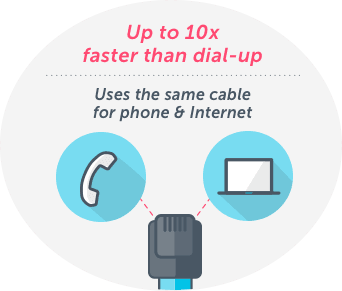 Up to 10x
faster than dial-up
Uses the same cable
for phone & Internet